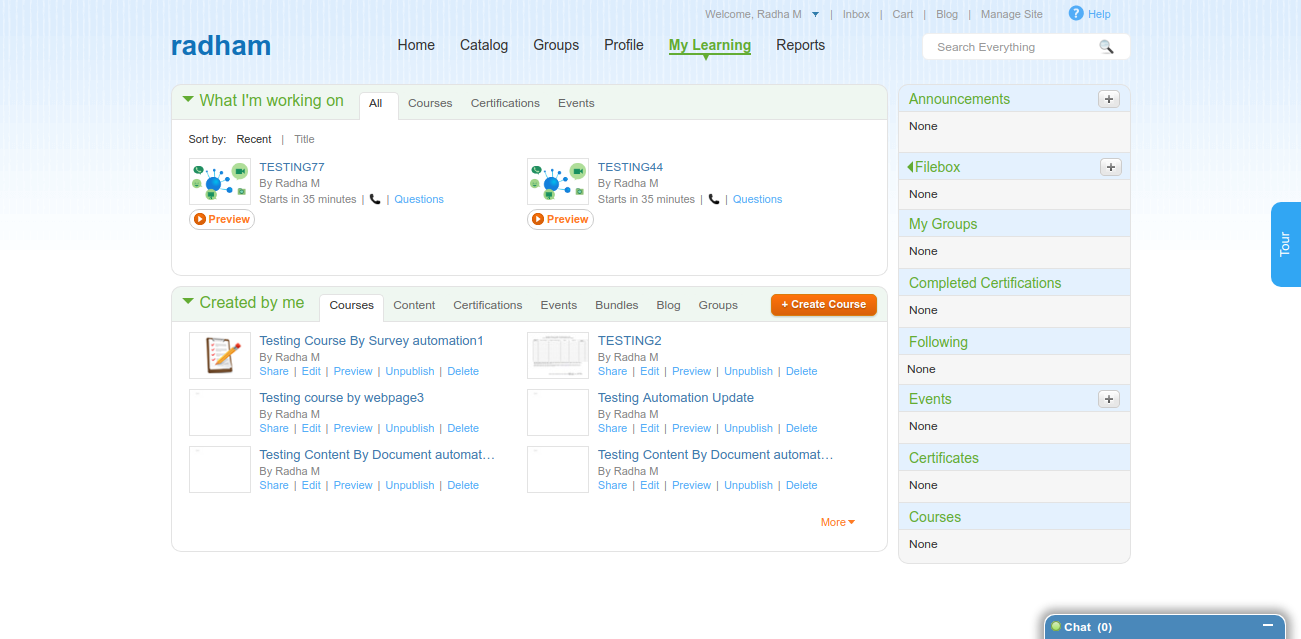 Welcome, Radha M | Inbox | Cart | Blog | Manage Site ? Help
radham
Home Catalog Groups Profile My Learning Reports
Search Everything
What I'm working on All Courses Certifications Events
Sort by: Recent | Title
TESTING77
By Radha M
Starts in 35 minutes | | Questions
Preview
TESTING44
By Radha M
Starts in 35 minutes | | Questions
Preview
Created by me Courses Content Certifications Events Bundles Blog Groups + Create Course
Testing Course By Survey automation1
By Radha M
Share | Edit | Preview | Unpublish | Delete
TESTING2
By Radha M
Share | Edit | Preview | Unpublish | Delete
Testing course by webpage3
By Radha M
Share | Edit | Preview | Unpublish | Delete
Testing Automation Update
By Radha M
Share | Edit | Preview | Unpublish | Delete
Testing Content By Document automat…
By Radha M
Share | Edit | Preview | Unpublish | Delete
Testing Content By Document automat…
By Radha M
Share | Edit | Preview | Unpublish | Delete
More
Announcements +
None
Filebox +
None
My Groups
None
Completed Certifications
None
Following
None
Events +
None
Certificates
None
Courses
None
Tour
Chat (0)